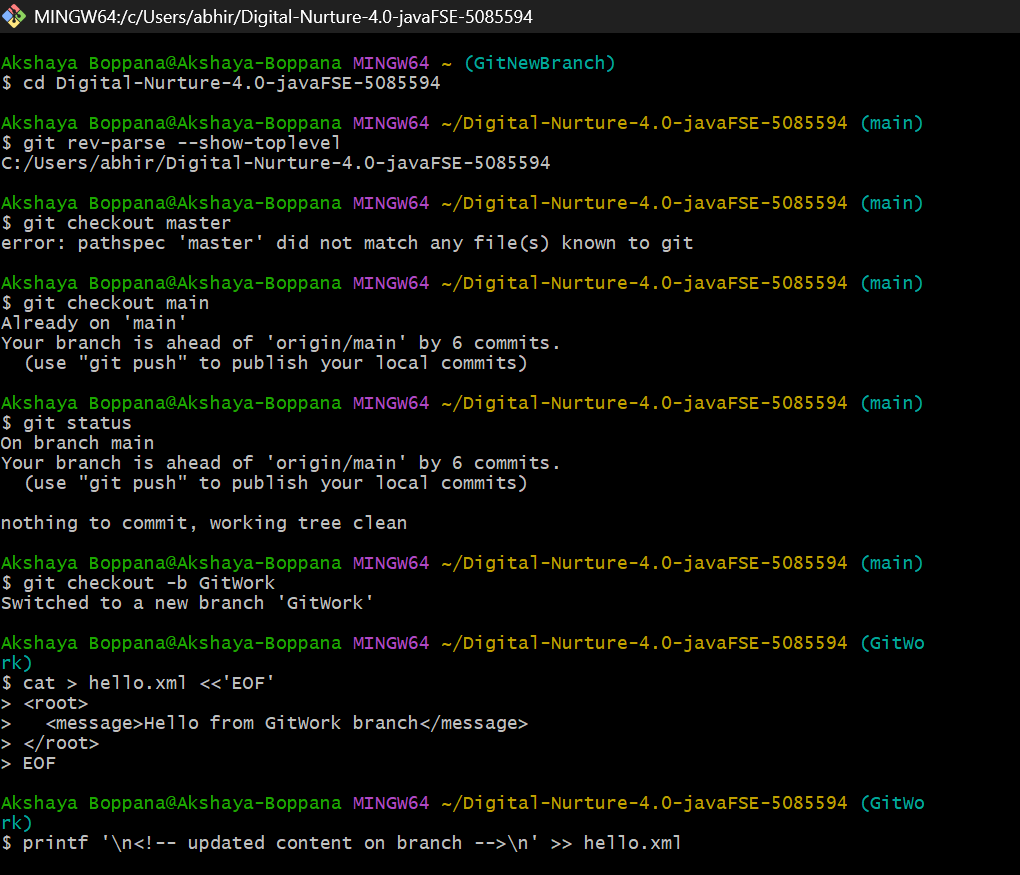 MINGW64:/c/Users/abhir/Digital-Nurture-4.0-javaFSE-5085594
Akshaya Boppana@Akshaya-Boppana MINGW64 ~ (GitNewBranch)
$ cd Digital-Nurture-4.0-javaFSE-5085594
Akshaya Boppana@Akshaya-Boppana MINGW64 ~/Digital-Nurture-4.0-javaFSE-5085594 (main)
$ git rev-parse --show-toplevel
C:/Users/abhir/Digital-Nurture-4.0-javaFSE-5085594
Akshaya Boppana@Akshaya-Boppana MINGW64 ~/Digital-Nurture-4.0-javaFSE-5085594 (main)
$ git checkout master
error: pathspec 'master' did not match any file(s) known to git
Akshaya Boppana@Akshaya-Boppana MINGW64 ~/Digital-Nurture-4.0-javaFSE-5085594 (main)
$ git checkout main
Already on 'main'
Your branch is ahead of 'origin/main' by 6 commits.
  (use "git push" to publish your local commits)
Akshaya Boppana@Akshaya-Boppana MINGW64 ~/Digital-Nurture-4.0-javaFSE-5085594 (main)
$ git status
On branch main
Your branch is ahead of 'origin/main' by 6 commits.
  (use "git push" to publish your local commits)
nothing to commit, working tree clean
Akshaya Boppana@Akshaya-Boppana MINGW64 ~/Digital-Nurture-4.0-javaFSE-5085594 (main)
$ git checkout -b GitWork
Switched to a new branch 'GitWork'
Akshaya Boppana@Akshaya-Boppana MINGW64 ~/Digital-Nurture-4.0-javaFSE-5085594 (GitWo
rk)
$ cat > hello.xml <<'EOF'
> <root>
>   <message>Hello from GitWork branch</message>
> </root>
> EOF
Akshaya Boppana@Akshaya-Boppana MINGW64 ~/Digital-Nurture-4.0-javaFSE-5085594 (GitWo
rk)
$ printf '\n<!-- updated content on branch -->\n' >> hello.xml